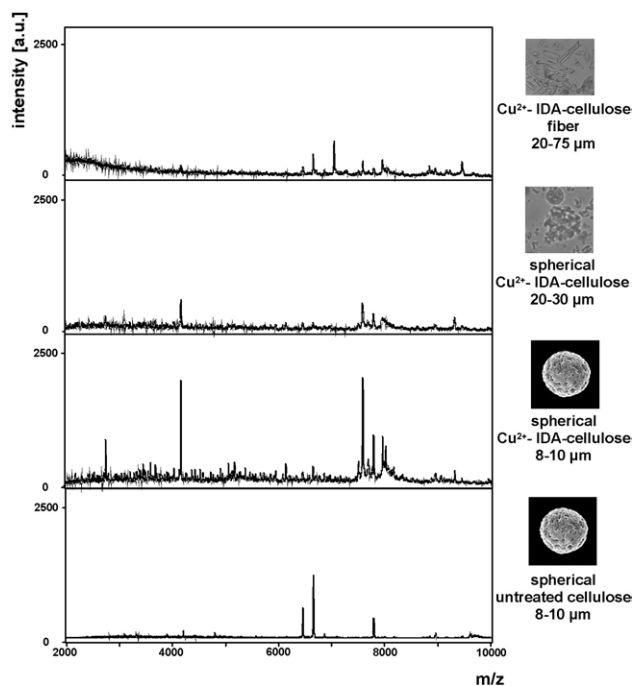 intensity [a.u.]
2500
0
2500
0
2500
0
2500
0
2000 4000 6000 8000 10000
m/z
Cu²⁺- IDA-cellulose-
fiber
20-75 µm
spherical
Cu²⁺- IDA-cellulose
20-30 µm
spherical
Cu²⁺- IDA-cellulose-
8-10 µm
spherical
untreated cellulose-
8-10 µm